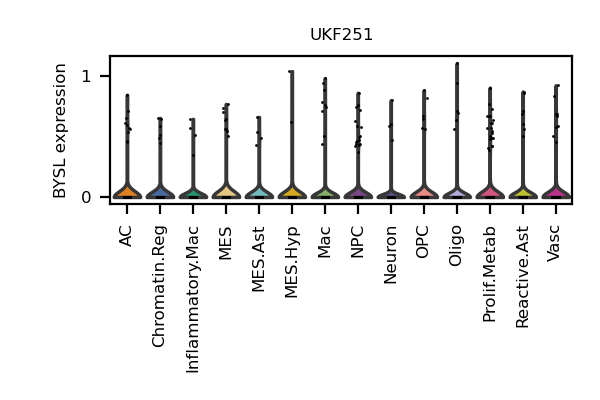 UKF251
BYSL expression
1
0
AC
Chromatin.Reg
Inflammatory.Mac
MES
MES.Ast
MES.Hyp
Mac
NPC
Neuron
OPC
Oligo
Prolif.Metab
Reactive.Ast
Vasc